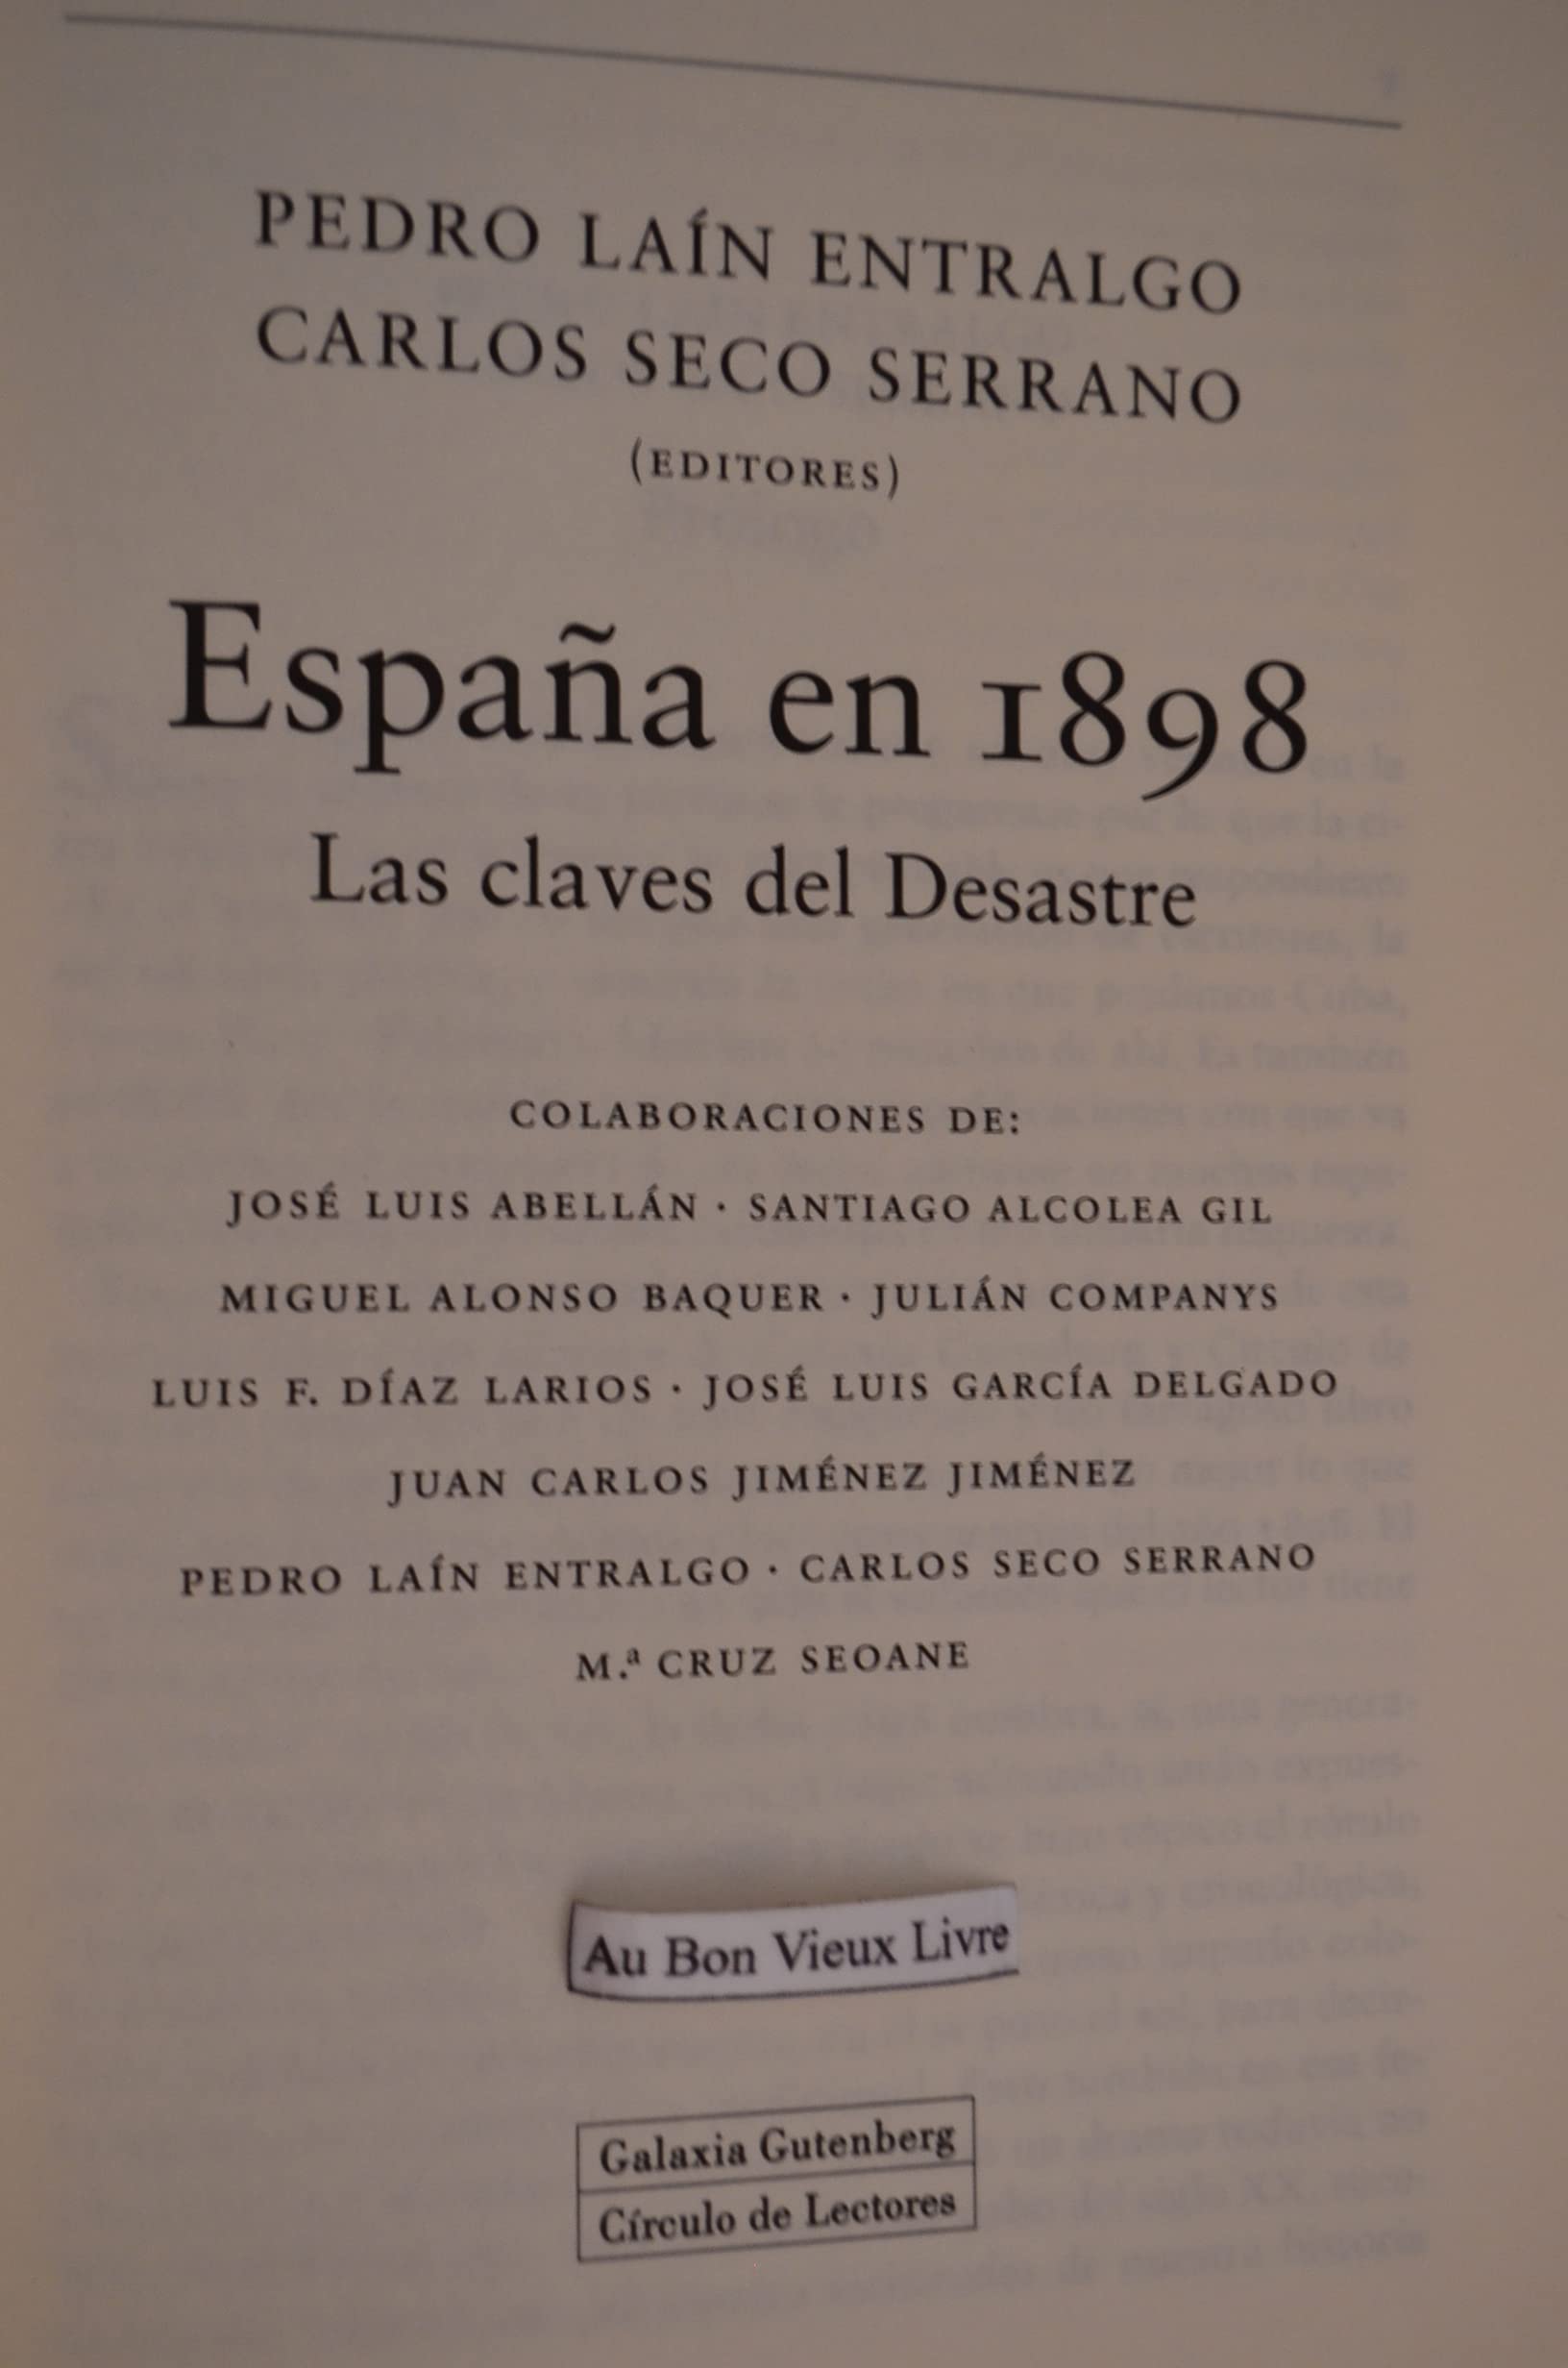 PEDRO LAÍN ENTRALGO
CARLOS SECO SERRANO
(EDITORES)
España en 1898
Las claves del Desastre
COLABORACIONES DE:
JOSÉ LUIS ABELLÁN · SANTIAGO ALCOLEA GIL
MIGUEL ALONSO BAQUER · JULIÁN COMPANYS
LUIS F. DÍAZ LARIOS · JOSÉ LUIS GARCÍA DELGADO
JUAN CARLOS JIMÉNEZ JIMÉNEZ
PEDRO LAÍN ENTRALGO · CARLOS SECO SERRANO
M.ª CRUZ SEOANE
Au Bon Vieux Livre
Galaxia Gutenberg
Círculo de Lectores